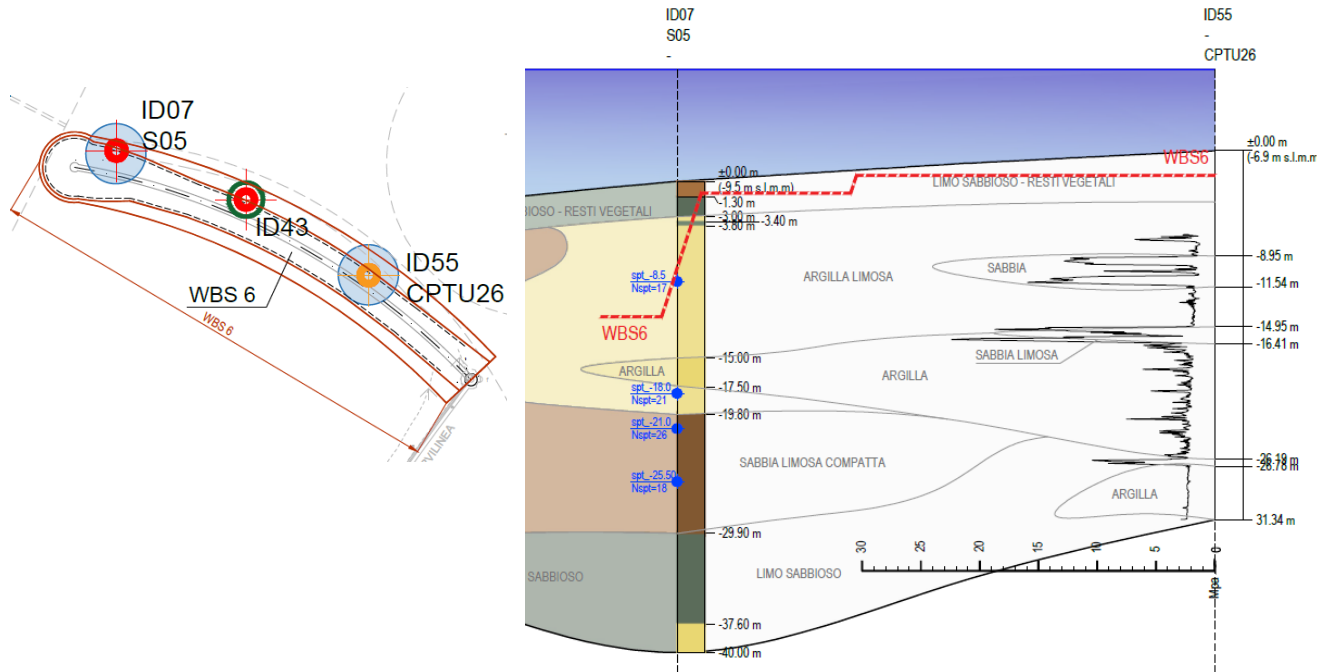 ID07
S05
ID43
ID55
CPTU26
WBS 6
WBS 6
VILINEA
ID07
S05
-
ID55
-
CPTU26
±0.00 m
(-9.5 m s.l.m.m)
-1.30 m
-3.00 m
-3.40 m
-3.80 m
-15.00 m
-17.50 m
-19.80 m
-29.90 m
-37.60 m
-40.00 m
BIOSO - RESTI VEGETALI
spt_-8.5
Nspt=17
WBS6
ARGILLA
spt_-18.0
Nspt=21
spt_-21.0
Nspt=26
spt_-25.50
Nspt=18
SABBIOSO
WBS6
LIMO SABBIOSO - RESTI VEGETALI
ARGILLA LIMOSA
SABBIA
SABBIA LIMOSA
ARGILLA
SABBIA LIMOSA COMPATTA
ARGILLA
LIMO SABBIOSO
±0.00 m
(-6.9 m s.l.m.m
-8.95 m
-11.54 m
-14.95 m
-16.41 m
-26.19 m
-26.78 m
31.34 m
30 25 20 15 10 5 0
Mpa